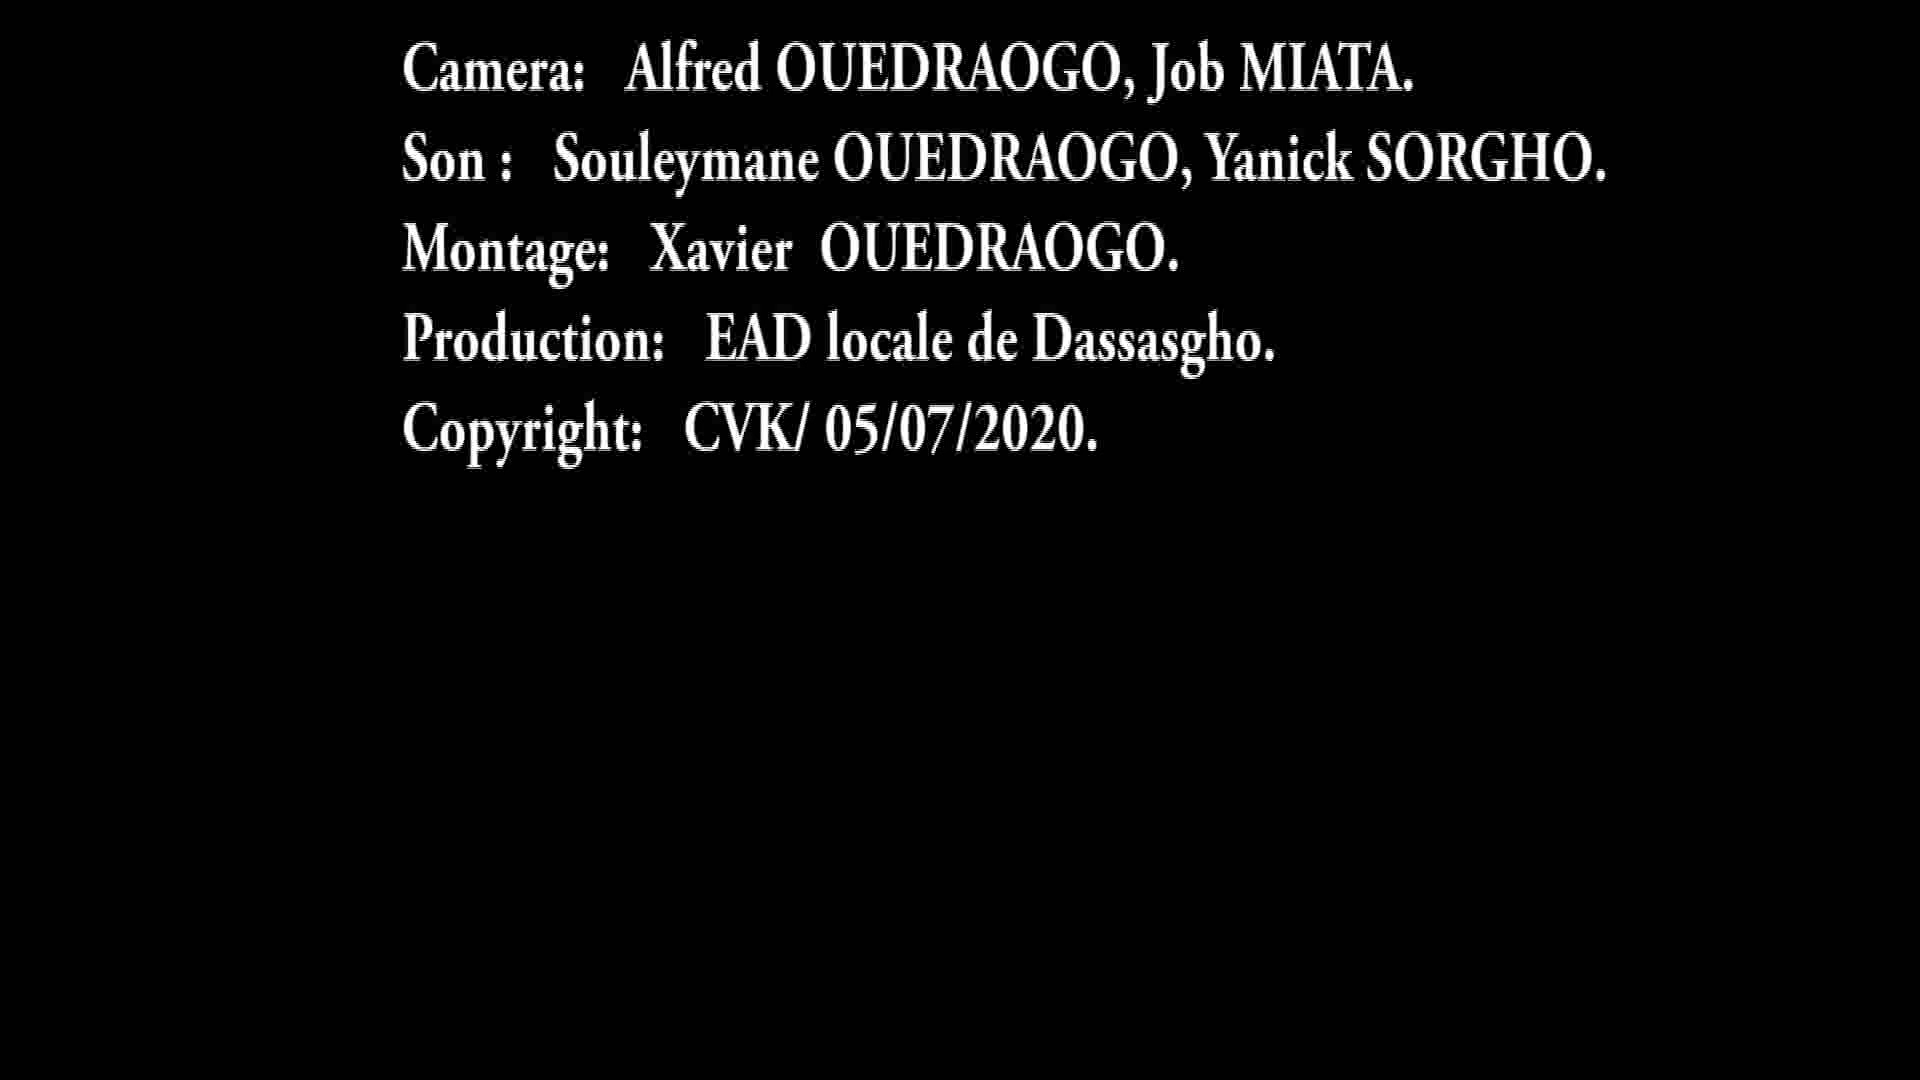 Camera: Alfred OUEDRAOGO, Job MIATA.
Son : Souleymane OUEDRAOGO, Yanick SORGHO.
Montage: Xavier OUEDRAOGO.
Production: EAD locale de Dassasgho.
Copyright: CVK/ 05/07/2020.